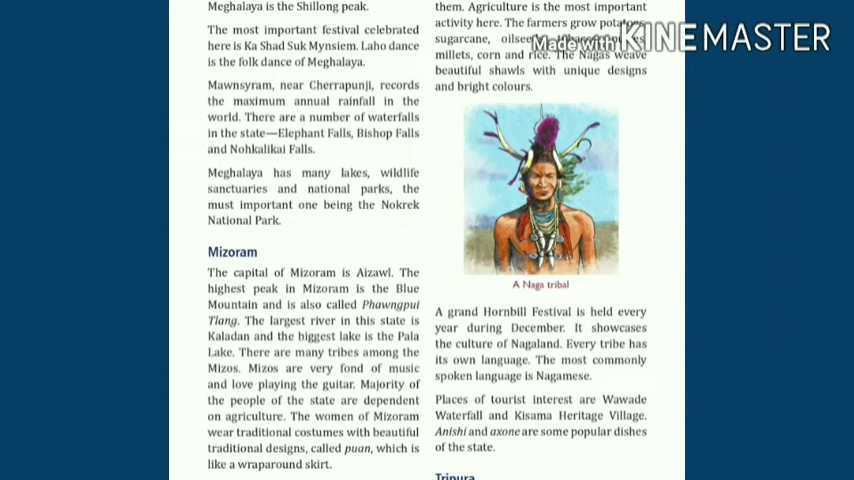 Meghalaya is the Shillong peak.
The most important festival celebrated
here is Ka Shad Suk Mynsiem. Laho dance
is the folk dance of Meghalaya.
Mawnsyram, near Cherrapunji, records
the maximum annual rainfall in the
world. There are a number of waterfalls
in the state—Elephant Falls, Bishop Falls
and Nohkalikai Falls.
Meghalaya has many lakes, wildlife
sanctuaries and national parks, the
must important one being the Nokrek
National Park.
Mizoram
The capital of Mizoram is Aizawl. The
highest peak in Mizoram is the Blue
Mountain and is also called Phawngpui
Tlang. The largest river in this state is
Kaladan and the biggest lake is the Pala
Lake. There are many tribes among the
Mizos. Mizos are very fond of music
and love playing the guitar. Majority of
the people of the state are dependent
on agriculture. The women of Mizoram
wear traditional costumes with beautiful
traditional designs, called puan, which is
like a wraparound skirt.
them. Agriculture is the most important
activity here. The farmers grow potatoes,
sugarcane,
millets, corn and rice. The Nagas weave
beautiful shawls with unique designs
and bright colours.
Made with KINEMASTER
A Naga tribal
A grand Hornbill Festival is held every
year during December. It showcases
the culture of Nagaland. Every tribe has
its own language. The most commonly
spoken language is Nagamese.
Places of tourist interest are Wawade
Waterfall and Kisama Heritage Village.
Anishi and axone are some popular dishes
of the state.
Tripura